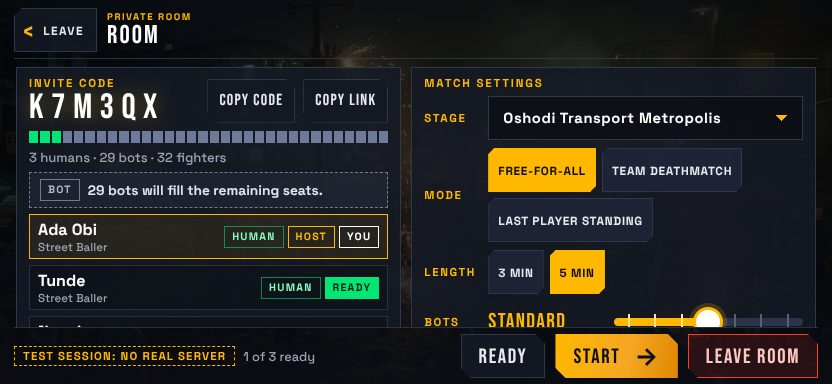 < LEAVE
PRIVATE ROOM
ROOM
INVITE CODE
K7M3QX
COPY CODE
COPY LINK
3 humans · 29 bots · 32 fighters
BOT 29 bots will fill the remaining seats.
Ada Obi
Street Baller
HUMAN HOST YOU
Tunde
Street Baller
HUMAN READY
MATCH SETTINGS
STAGE Oshodi Transport Metropolis
MODE FREE-FOR-ALL TEAM DEATHMATCH
LAST PLAYER STANDING
LENGTH 3 MIN 5 MIN
BOTS STANDARD
TEST SESSION: NO REAL SERVER 1 of 3 ready
READY START → LEAVE ROOM